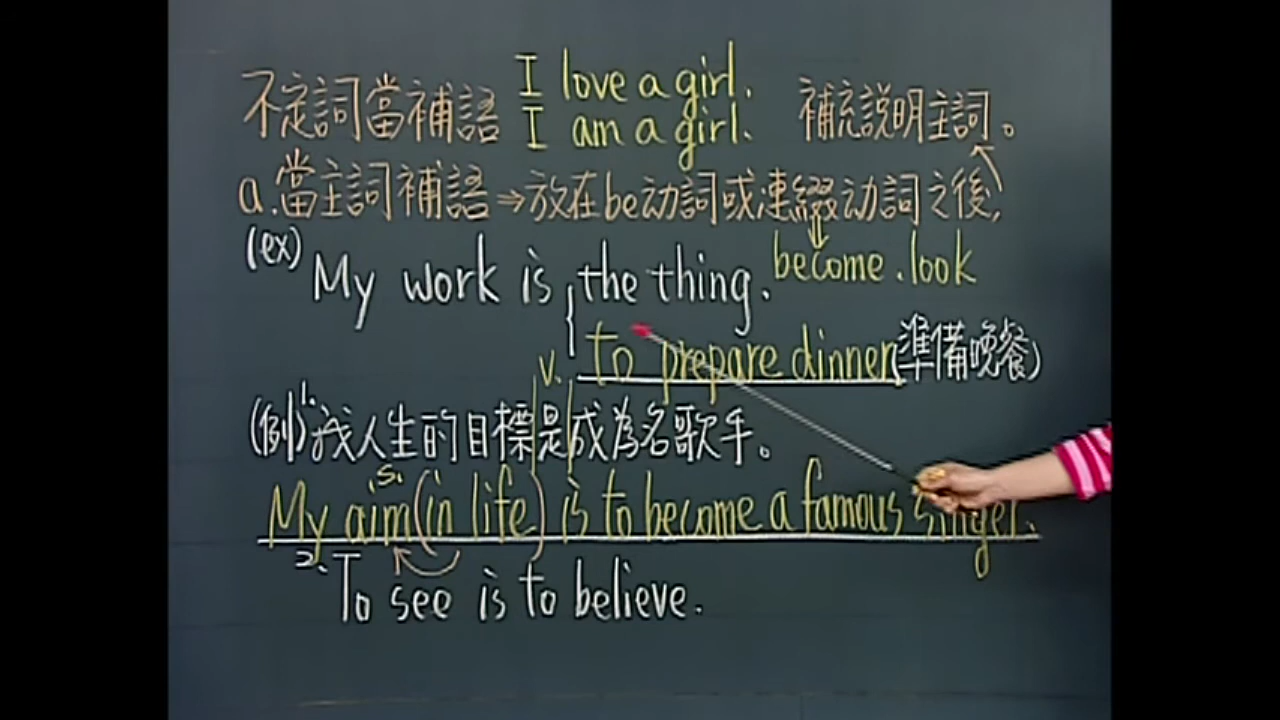 不定詞當補語 I love a girl.
I am a girl. 補充說明主詞。
a.當主詞補語⇒放在be动詞或連綴动詞之後,
(ex) My work is the thing. become.look
to prepare dinner(準備晚餐)
v.
(例)1.我人生的目標是成為名歌手。
S.
My aim(in life) is to become a famous singer.
2. To see is to believe.